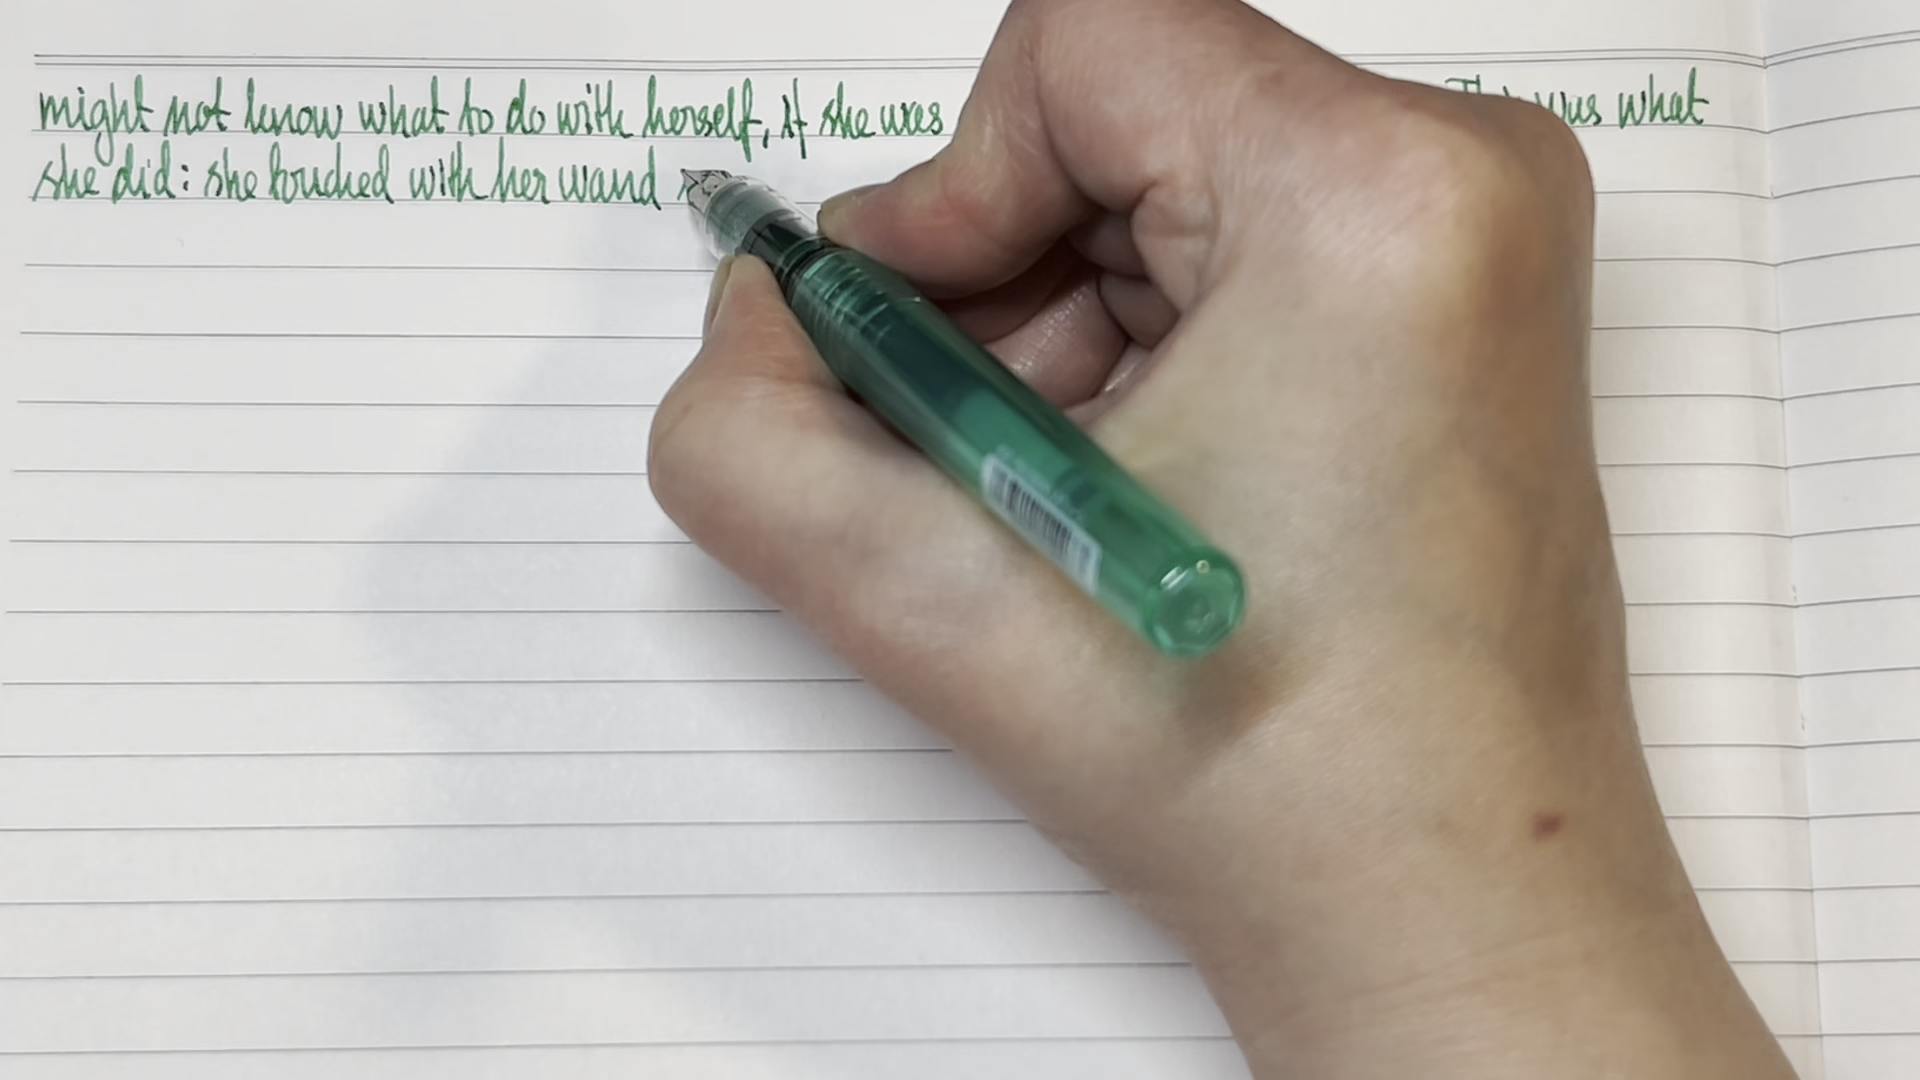 might not know what to do with herself, if she was was what
she did: she touched with her wand